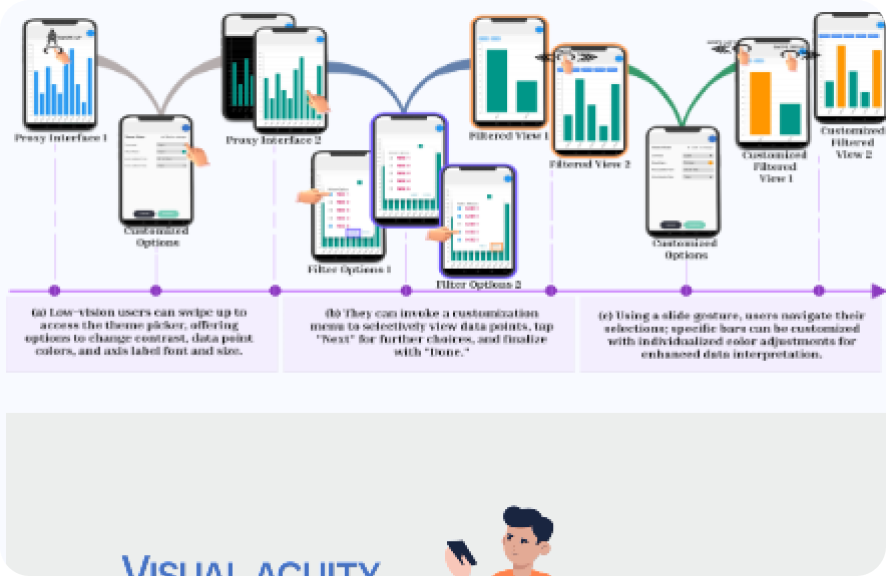 SWIPE UP
Proxy Interface 1
Customized
Options
Proxy Interface 2
Filter Options 1
Filter Options 2
Filtered View 1
Filtered View 2
Customized
Options
Customized
Filtered
View 1
Customized
Filtered
View 2
(a) Low-vision users can swipe up to
access the theme picker, offering
options to change contrast, data point
colors, and axis label font and size.
(b) They can invoke a customization
menu to selectively view data points, tap
"Next" for further choices, and finalize
with "Done."
(c) Using a slide gesture, users navigate their
selections; specific bars can be customized
with individualized color adjustments for
enhanced data interpretation.
VISUAL ACUITY